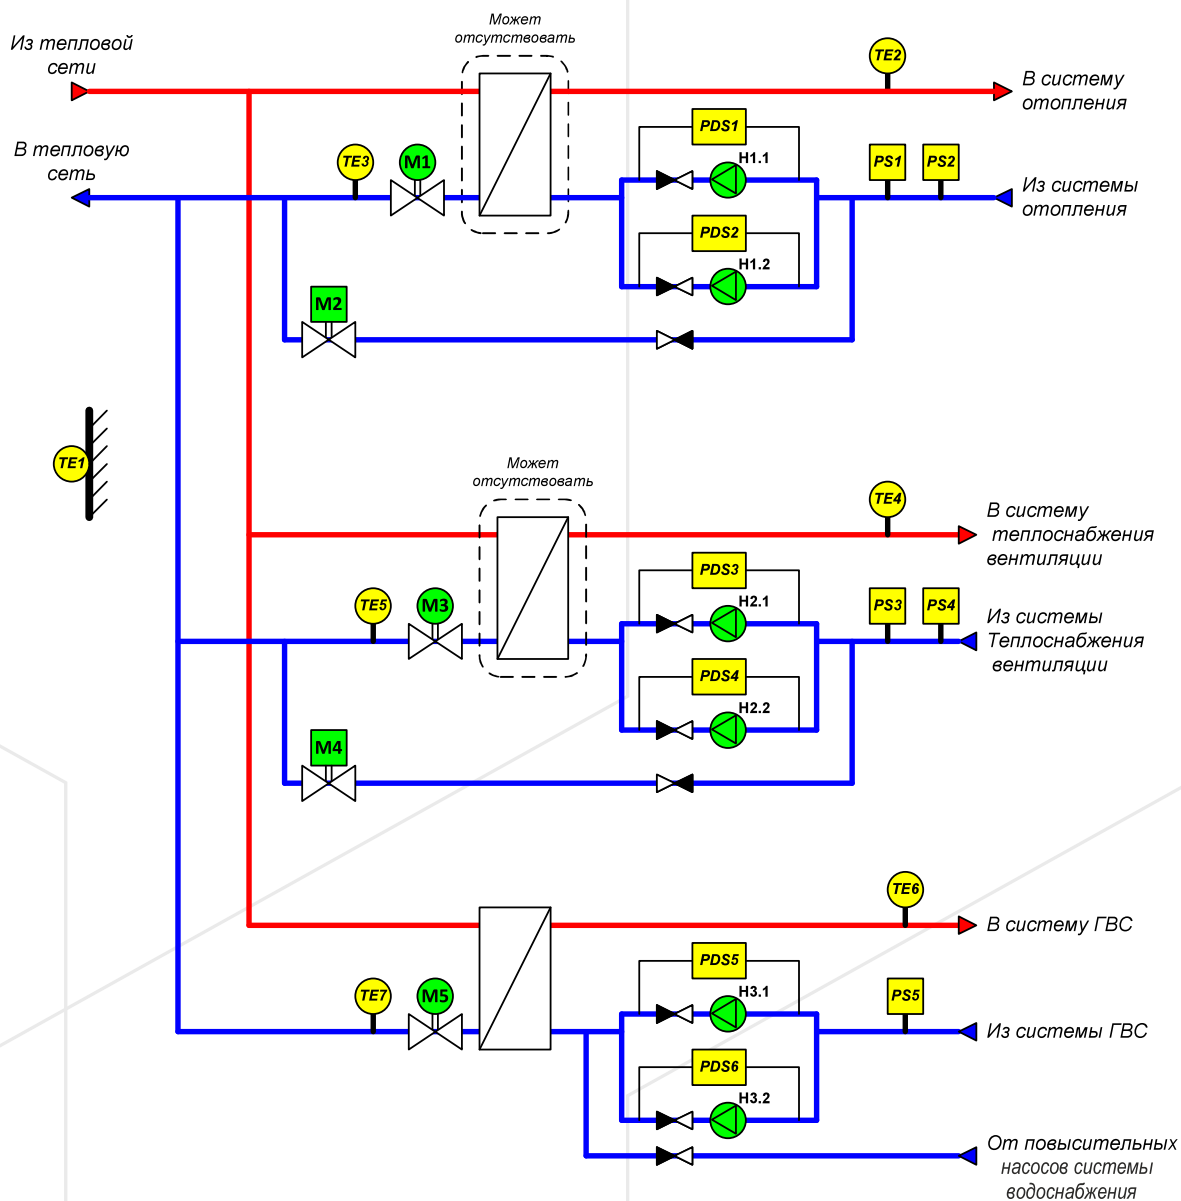 Может
отсутствовать
Из тепловой
сети
TE2
В систему
отопления
PDS1
В тепловую
сеть
TE3
M1
H1.1
PS1
PS2
Из системы
отопления
PDS2
H1.2
M2
TE1
Может
отсутствовать
TE4
В систему
теплоснабжения
вентиляции
PDS3
TE5
M3
H2.1
PS3
PS4
Из системы
Теплоснабжения
вентиляции
PDS4
H2.2
M4
TE6
В систему ГВС
PDS5
TE7
M5
H3.1
PS5
Из системы ГВС
PDS6
H3.2
От повысительных
насосов системы
водоснабжения